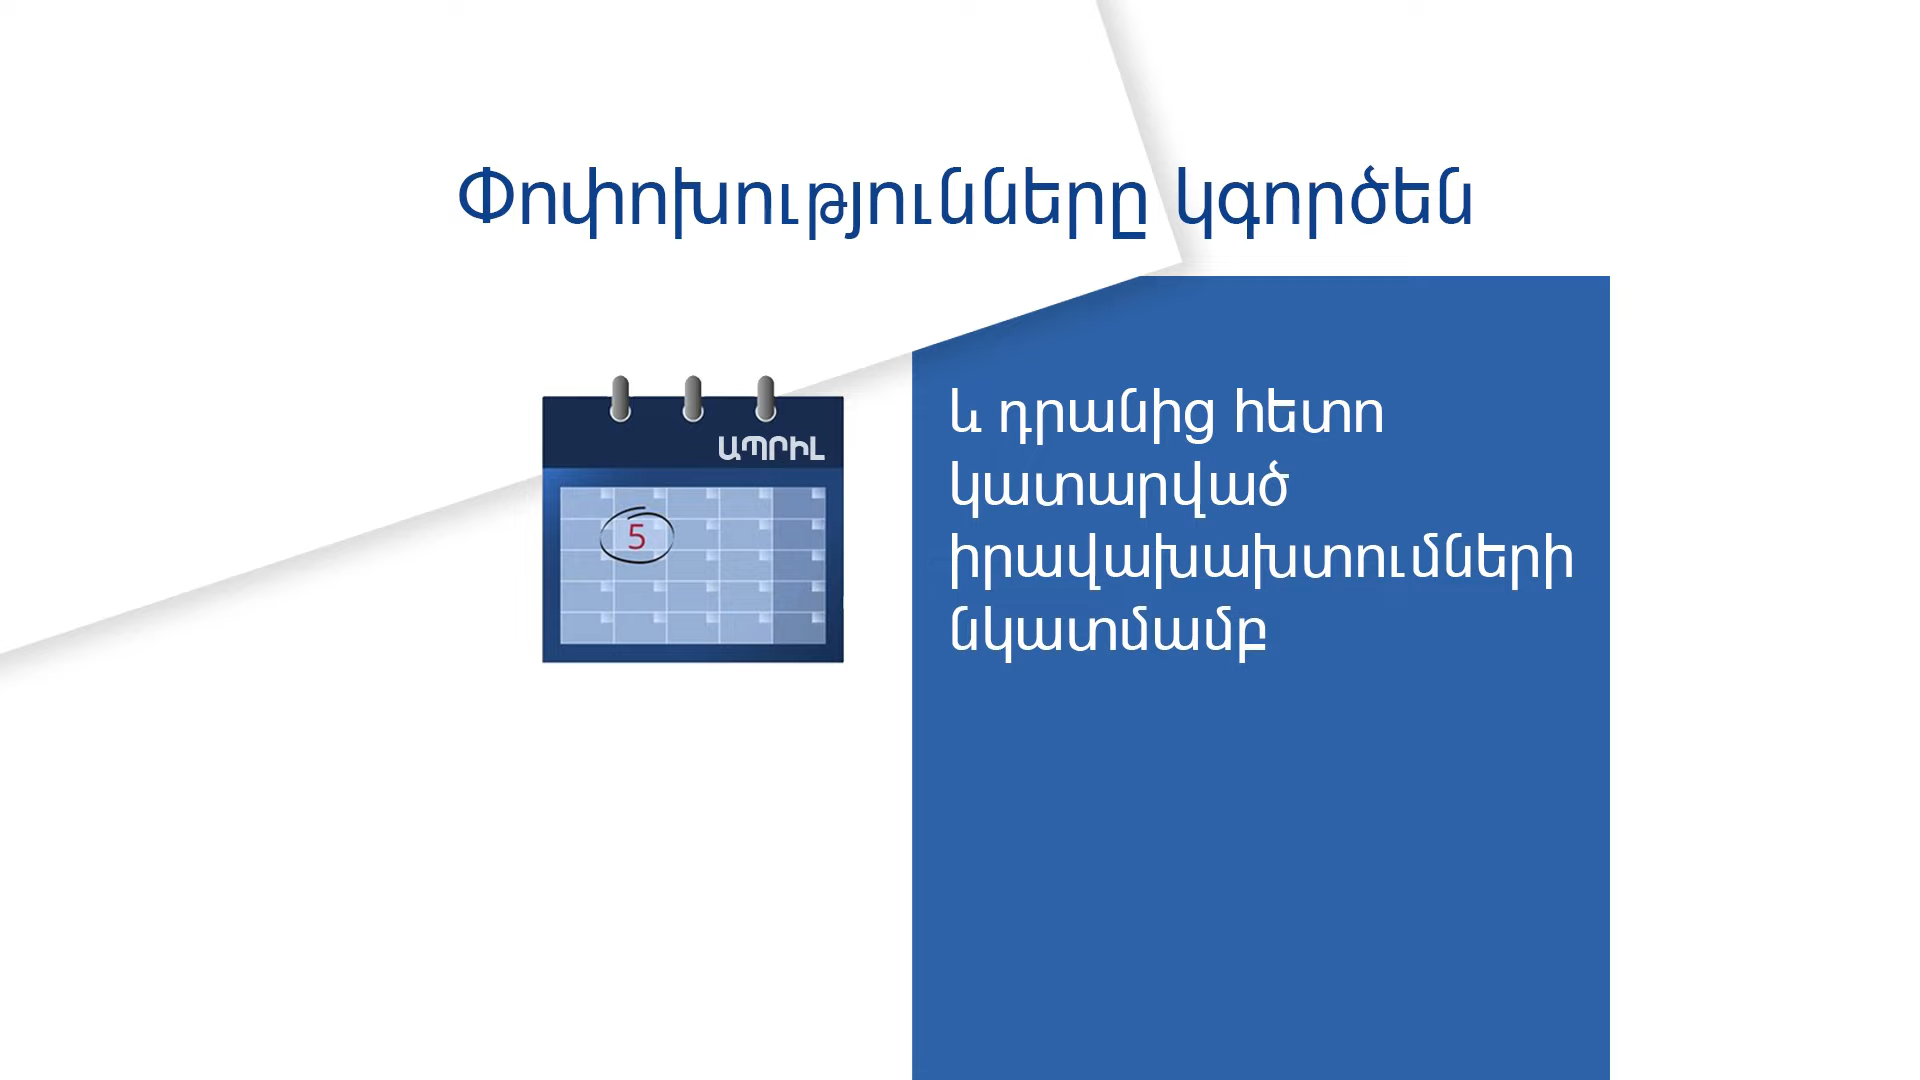 Փոփոխությունները կգործեն
ԱՊՐԻԼ
5
և դրանից հետո
կատարված
իրավախախտումների
նկատմամբ